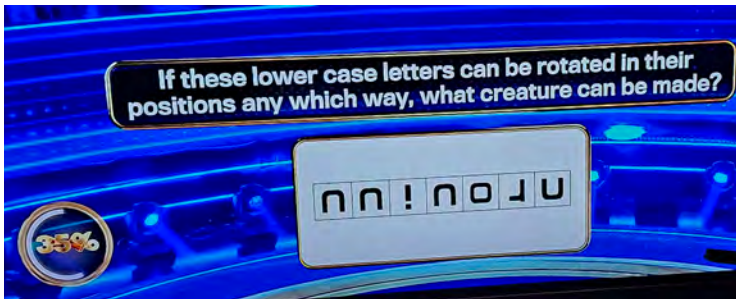 If these lower case letters can be rotated in their
positions any which way, what creature can be made?
n n ! n o ɹ n
35%